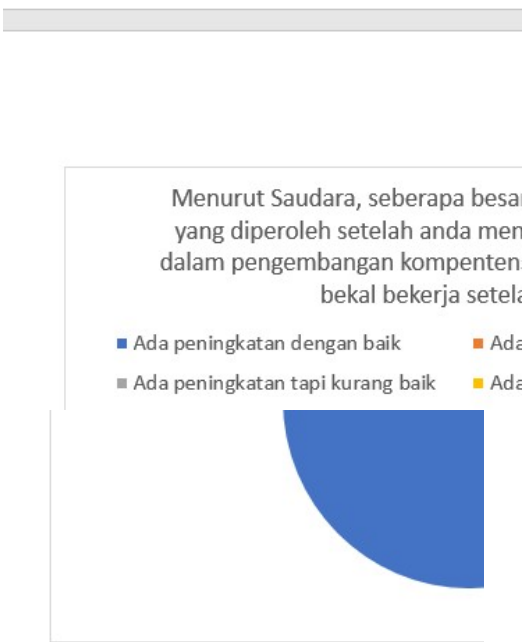 Menurut Saudara, seberapa besar
yang diperoleh setelah anda men
dalam pengembangan kompentens
bekal bekerja setela
Ada peningkatan dengan baik Ada
Ada peningkatan tapi kurang baik Ada